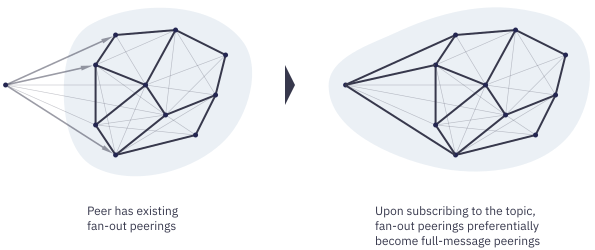 Peer has existing
fan-out peerings
Upon subscribing to the topic,
fan-out peerings preferentially
become full-message peerings